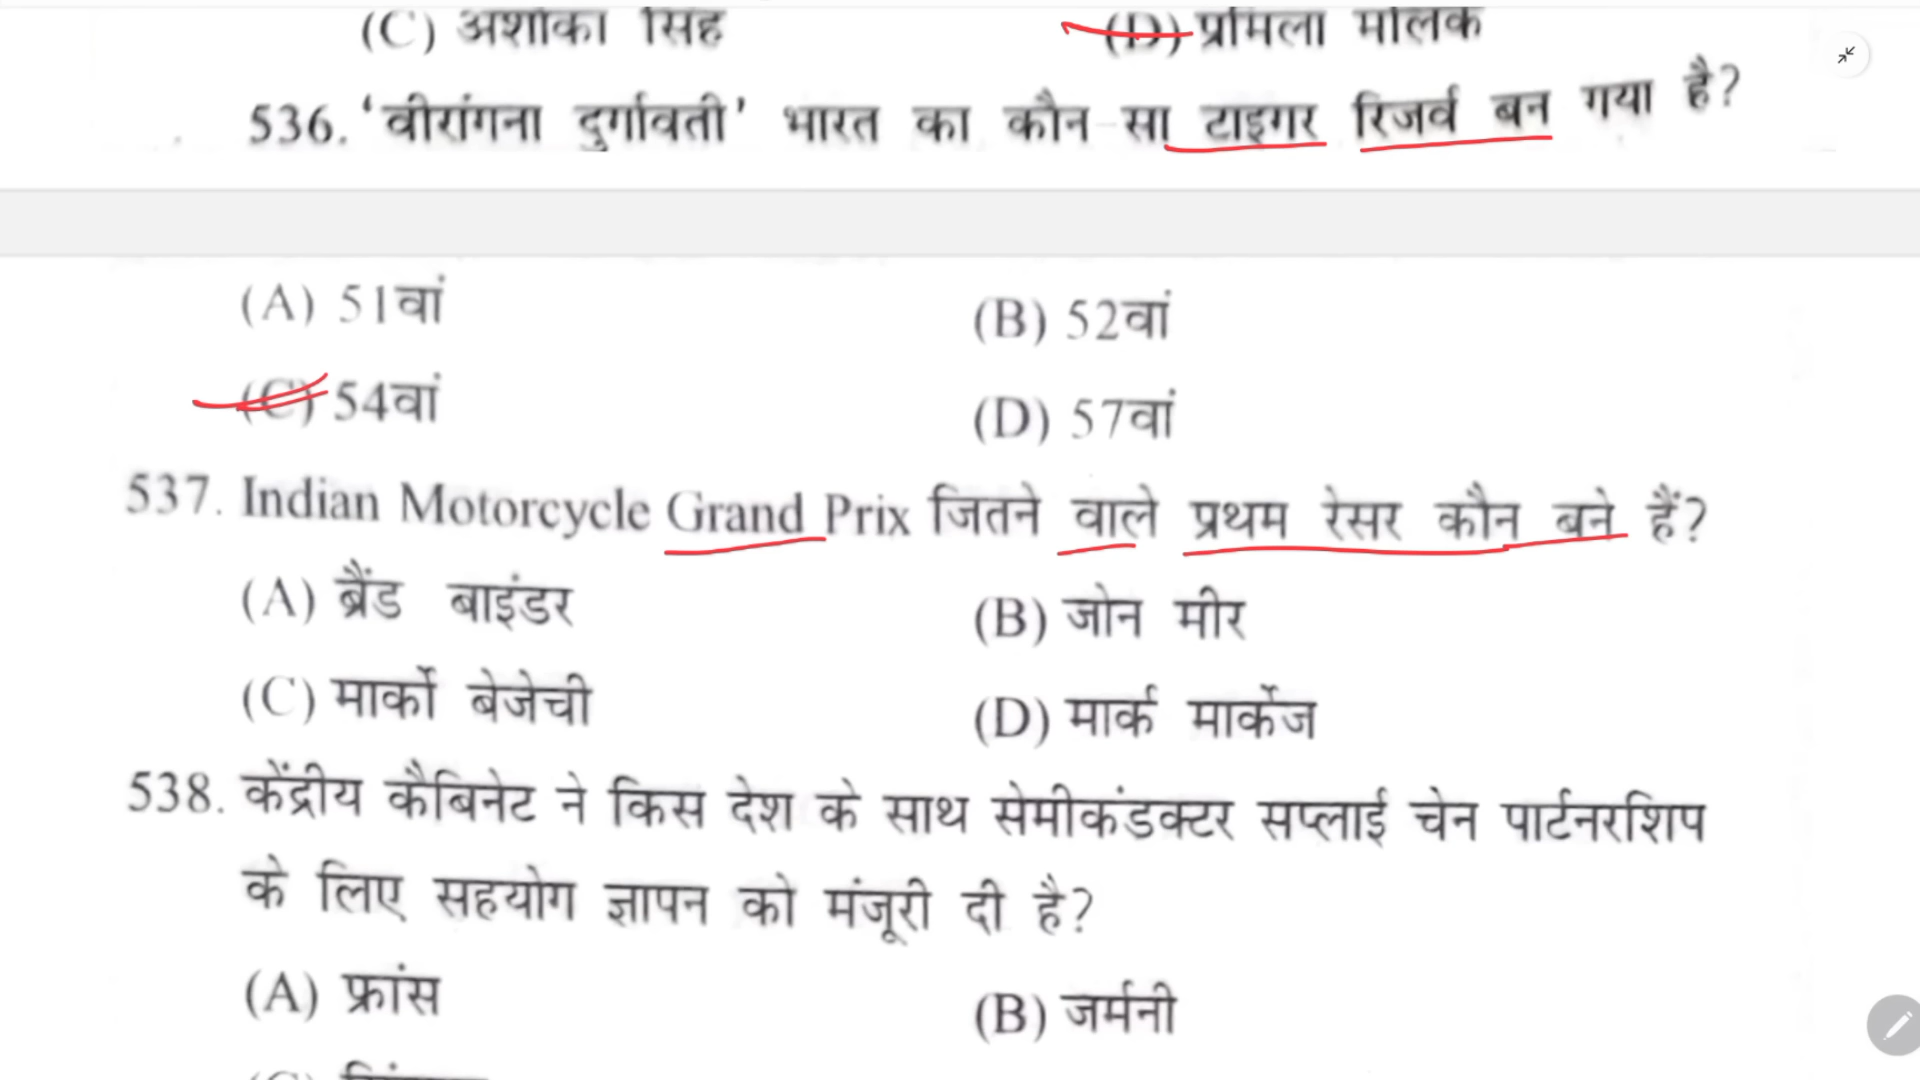 (C) अशोका सिंह (D) प्रमिला मलिक
536. 'वीरांगना दुर्गावती' भारत का कौन सा टाइगर रिजर्व बन गया है?
(A) 51वां (B) 52वां
(C) 54वां (D) 57वां
537. Indian Motorcycle Grand Prix जितने वाले प्रथम रेसर कौन बने हैं?
(A) ब्रैंड बाइंडर (B) जोन मीर
(C) मार्को बेजेची (D) मार्क मार्केज
538. केंद्रीय कैबिनेट ने किस देश के साथ सेमीकंडक्टर सप्लाई चेन पार्टनरशिप
के लिए सहयोग ज्ञापन को मंजूरी दी है?
(A) फ्रांस (B) जर्मनी